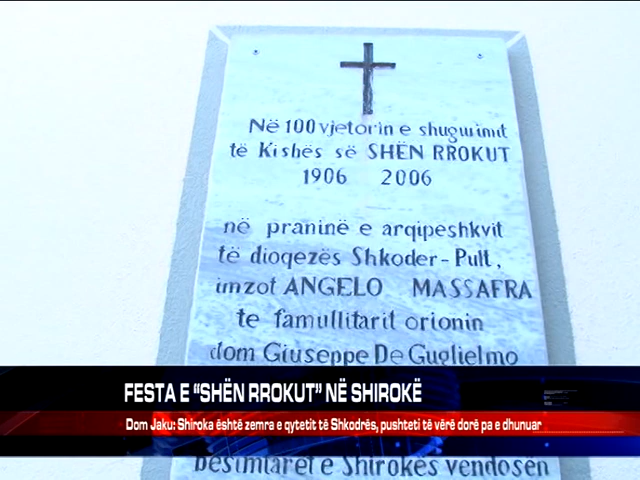 Në 100 vjetorin e shugurimit
të Kishës së SHËN RROKUT
1906 2006
në praninë e arqipeshkvit
të dioqezës Shkoder-Pult,
imzot ANGELO MASSAFRA
te famullitarit orionin
dom Giuseppe De Guglielmo
FESTA E “SHËN RROKUT” NË SHIROKË
Dom Jaku: Shiroka është zemra e qytetit të Shkodrës, pushteti të vërë dorë pa e dhunuar
besimtarët e Shirokës vendosën